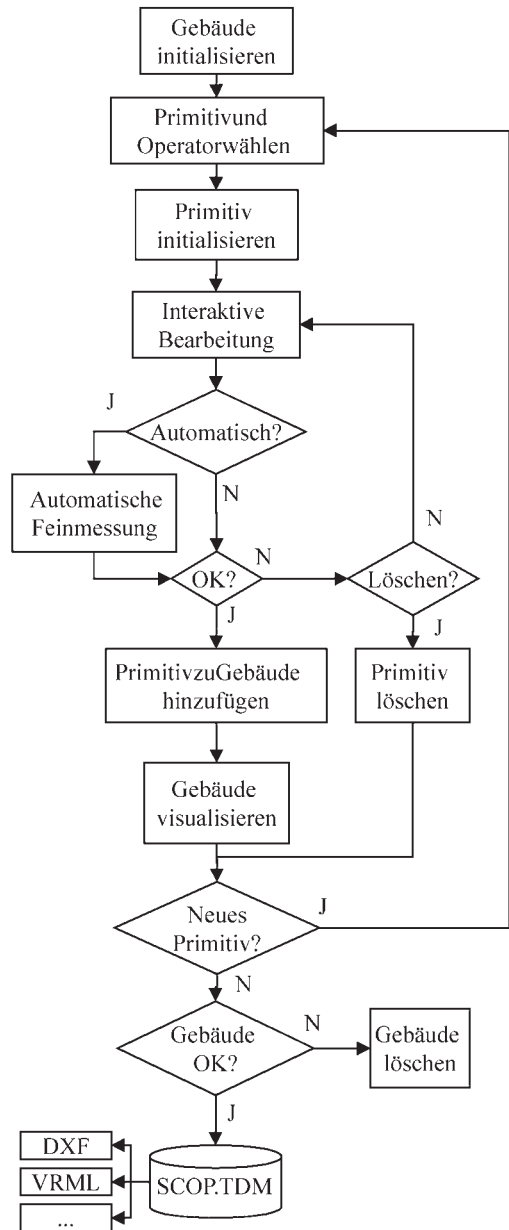 Gebäude
initialisieren
Primitivund
Operatorwählen
Primitiv
initialisieren
Interaktive
Bearbeitung
J
Automatisch?
Automatische
Feinmessung
N
N
OK?
N
Löschen?
J
J
PrimitivzuGebäude
hinzufügen
Primitiv
löschen
Gebäude
visualisieren
Neues
Primitiv?
J
N
Gebäude
OK?
N
Gebäude
löschen
J
DXF
VRML
...
SCOP.TDM